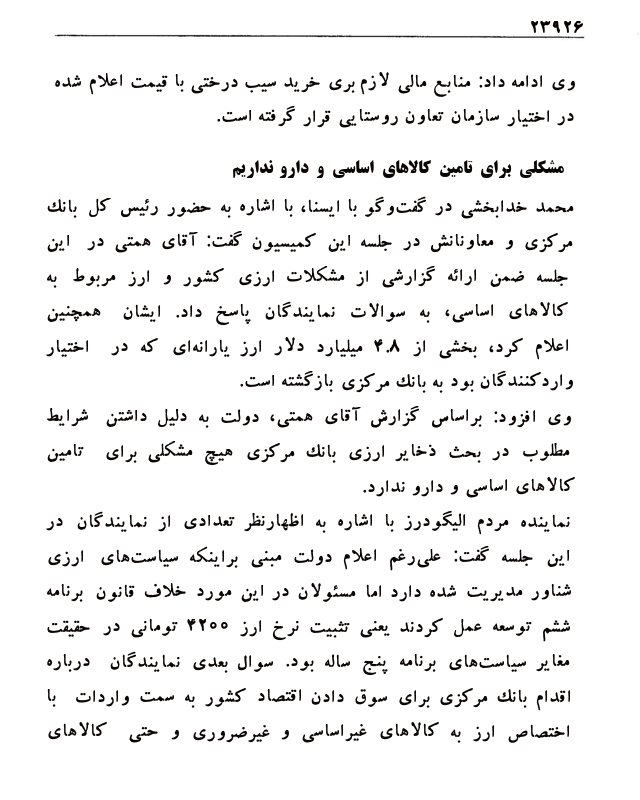 ۲۳۹۲۶
وی ادامه داد: منابع مالی لازم بری خرید سیب درختی با قیمت اعلام شده
در اختیار سازمان تعاون روستایی قرار گرفته است.
مشکلی برای تامین کالاهای اساسی و دارو نداریم
محمد خدابخشی در گفت‌وگو با ایسنا، با اشاره به حضور رئیس کل بانک
مرکزی و معاونانش در جلسه این کمیسیون گفت: آقای همتی در این
جلسه ضمن ارائه گزارشی از مشکلات ارزی کشور و ارز مربوط به
کالاهای اساسی، به سوالات نمایندگان پاسخ داد. ایشان همچنین
اعلام کرد، بخشی از ۴.۸ میلیارد دلار ارز یارانه‌ای که در اختیار
واردکنندگان بود به بانک مرکزی بازگشته است.
وی افزود: براساس گزارش آقای همتی، دولت به دلیل داشتن شرایط
مطلوب در بحث ذخایر ارزی بانک مرکزی هیچ مشکلی برای تامین
کالاهای اساسی و دارو ندارد.
نماینده مردم الیگودرز با اشاره به اظهارنظر تعدادی از نمایندگان در
این جلسه گفت: علی‌رغم اعلام دولت مبنی براینکه سیاست‌های ارزی
شناور مدیریت شده دارد اما مسئولان در این مورد خلاف قانون برنامه
ششم توسعه عمل کردند یعنی تثبیت نرخ ارز ۴۲۰۰ تومانی در حقیقت
مغایر سیاست‌های برنامه پنج ساله بود. سوال بعدی نمایندگان درباره
اقدام بانک مرکزی برای سوق دادن اقتصاد کشور به سمت واردات با
اختصاص ارز به کالاهای غیراساسی و غیرضروری و حتی کالاهای